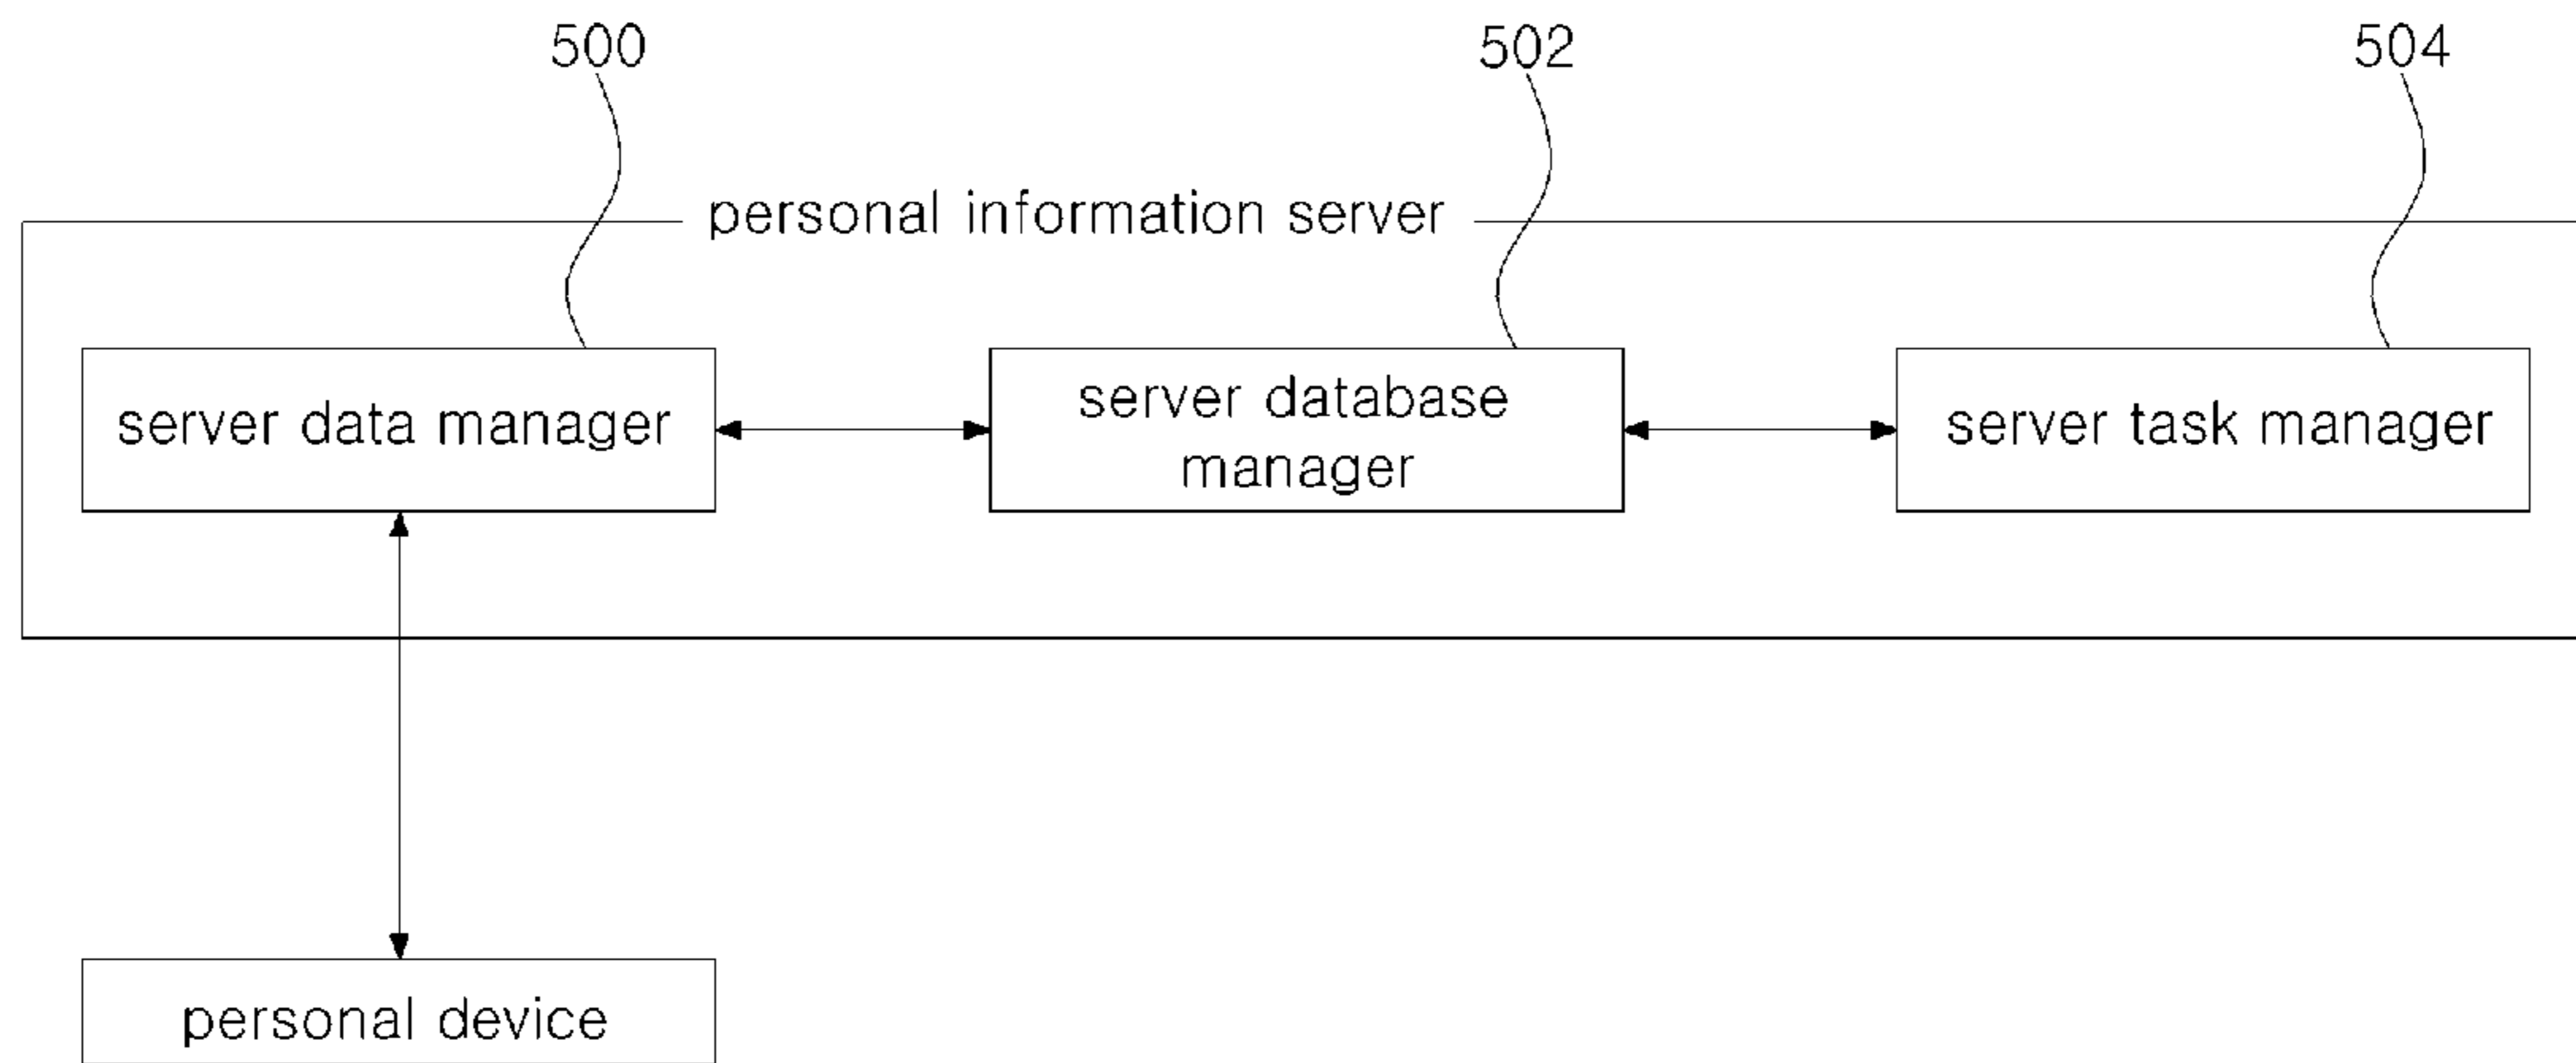 500
502
504
personal information server
server data manager
server database
manager
server task manager
personal device